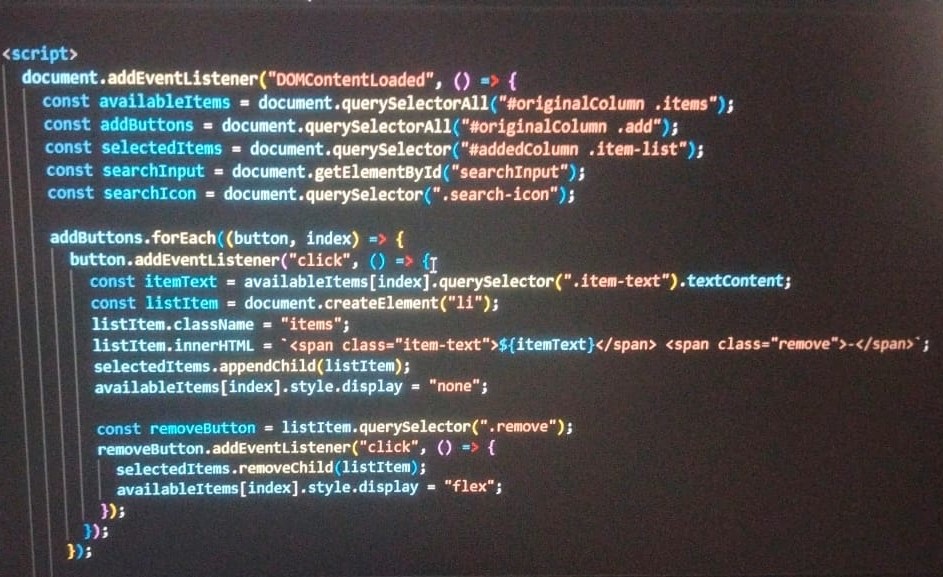 <script>
document.addEventListener("DOMContentLoaded", () => {
const availableItems = document.querySelectorAll("#originalColumn .items");
const addButtons = document.querySelectorAll("#originalColumn .add");
const selectedItems = document.querySelector("#addedColumn .item-list");
const searchInput = document.getElementById("searchInput");
const searchIcon = document.querySelector(".search-icon");
addButtons.forEach((button, index) => {
button.addEventListener("click", () => {
const itemText = availableItems[index].querySelector(".item-text").textContent;
const listItem = document.createElement("li");
listItem.className = "items";
listItem.innerHTML = `<span class="item-text">${itemText}</span> <span class="remove">-</span>`;
selectedItems.appendChild(listItem);
availableItems[index].style.display = "none";
const removeButton = listItem.querySelector(".remove");
removeButton.addEventListener("click", () => {
selectedItems.removeChild(listItem);
availableItems[index].style.display = "flex";
});
});
});